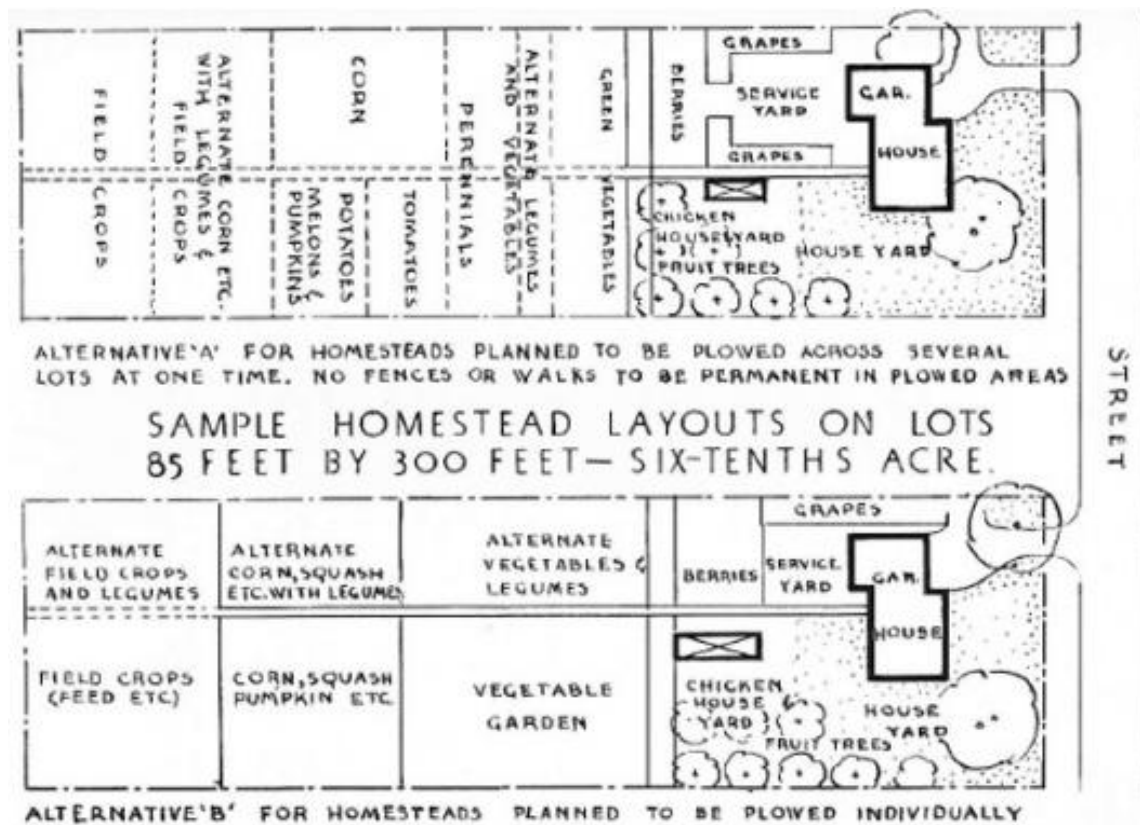 FIELD CROPS
ALTERNATE CORN ETC.
WITH LEGUMES &
FIELD CROPS
CORN
MELONS &
PUMPKINS
POTATOES
TOMATOES
PERENNIALS
ALTERNATE LEGUMES
AND VEGETABLES
GREEN VEGETABLES
BERRIES
GRAPES
SERVICE
YARD
GRAPES
GAR.
HOUSE
CHICKEN
HOUSE YARD
FRUIT TREES
HOUSE YARD
ALTERNATIVE 'A' FOR HOMESTEADS PLANNED TO BE PLOWED ACROSS SEVERAL
LOTS AT ONE TIME. NO FENCES OR WALKS TO BE PERMANENT IN PLOWED AREAS
STREET
SAMPLE HOMESTEAD LAYOUTS ON LOTS
85 FEET BY 300 FEET — SIX-TENTHS ACRE.
ALTERNATE
FIELD CROPS
AND LEGUMES
ALTERNATE
CORN, SQUASH
ETC. WITH LEGUMES
ALTERNATE
VEGETABLES &
LEGUMES
BERRIES
SERVICE
YARD
GRAPES
GAR.
HOUSE
FIELD CROPS
(FEED ETC)
CORN, SQUASH
PUMPKIN ETC
VEGETABLE
GARDEN
CHICKEN
HOUSE &
YARD
FRUIT TREES
HOUSE
YARD
ALTERNATIVE 'B' FOR HOMESTEADS PLANNED TO BE PLOWED INDIVIDUALLY